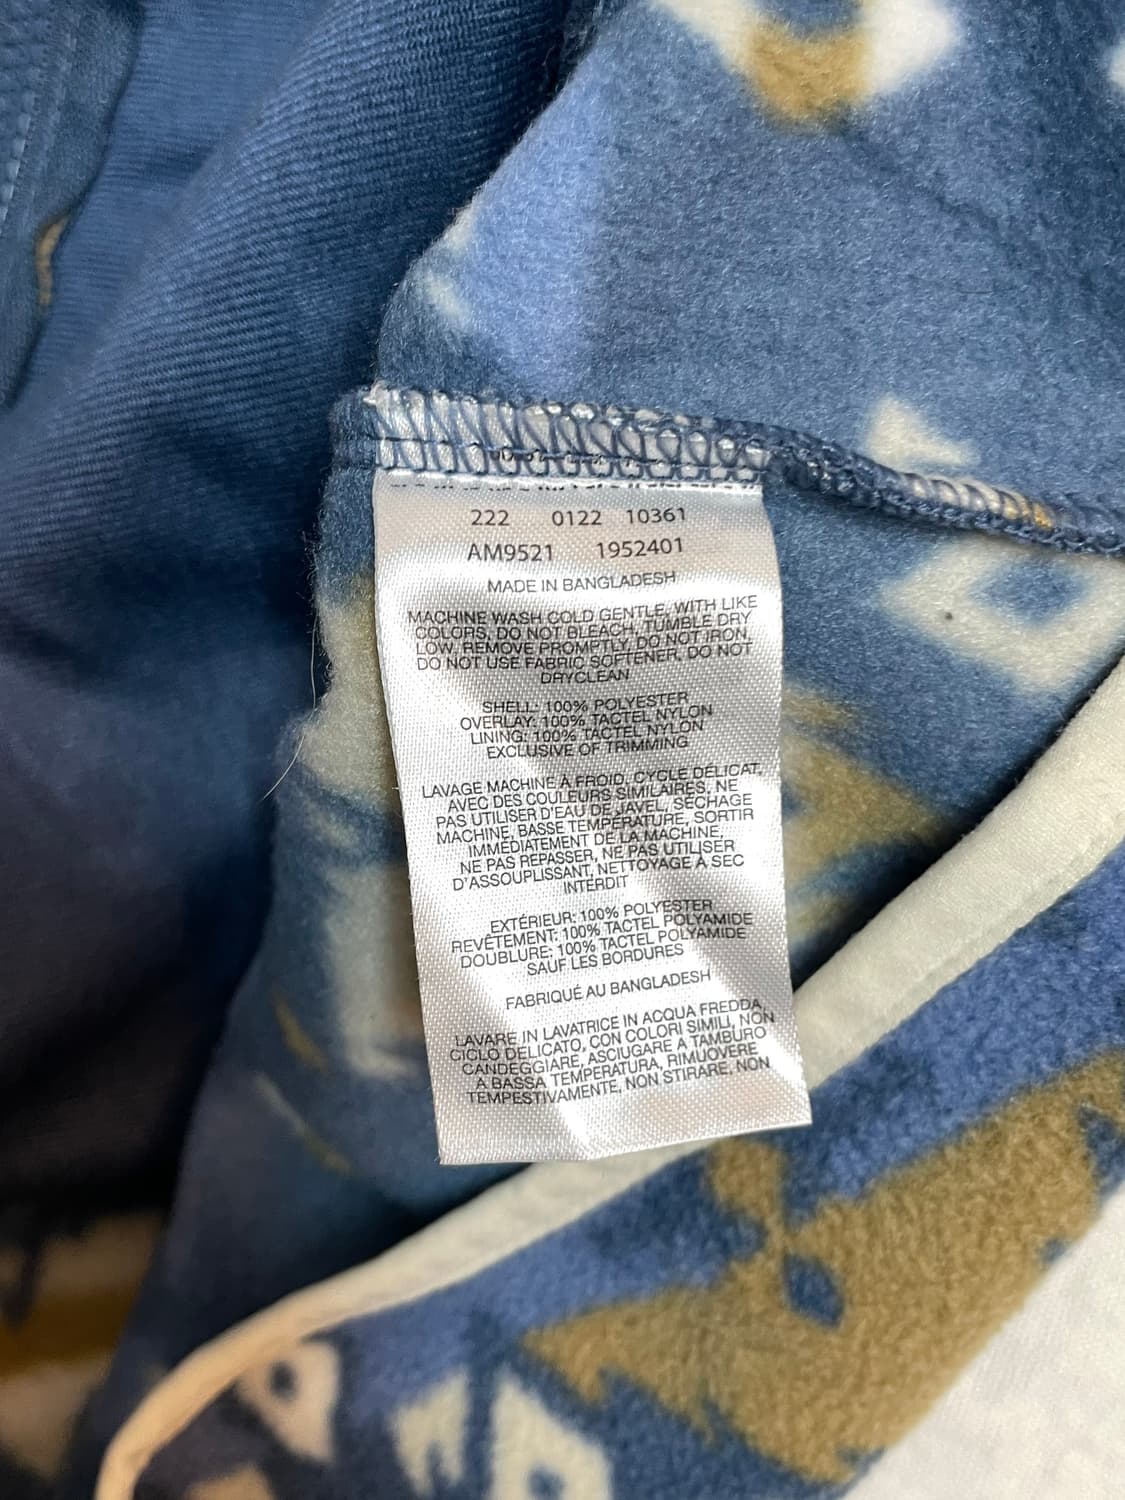 222 0122 10361
AM9521 1952401
MADE IN BANGLADESH
MACHINE WASH COLD GENTLE, WITH LIKE
COLORS, DO NOT BLEACH, TUMBLE DRY
LOW, REMOVE PROMPTLY, DO NOT IRON,
DO NOT USE FABRIC SOFTENER, DO NOT
DRYCLEAN
SHELL: 100% POLYESTER
OVERLAY: 100% TACTEL NYLON
LINING: 100% TACTEL NYLON
EXCLUSIVE OF TRIMMING
LAVAGE MACHINE À FROID, CYCLE DÉLICAT,
AVEC DES COULEURS SIMILAIRES, NE
PAS UTILISER D'EAU DE JAVEL, SÉCHAGE
MACHINE, BASSE TEMPÉRATURE, SORTIR
IMMÉDIATEMENT DE LA MACHINE,
NE PAS REPASSER, NE PAS UTILISER
D'ASSOUPLISSANT, NETTOYAGE À SEC
INTERDIT
EXTÉRIEUR: 100% POLYESTER
REVÊTEMENT: 100% TACTEL POLYAMIDE
DOUBLURE: 100% TACTEL POLYAMIDE
SAUF LES BORDURES
FABRIQUÉ AU BANGLADESH
LAVARE IN LAVATRICE IN ACQUA FREDDA,
CICLO DELICATO, CON COLORI SIMILI, NON
CANDEGGIARE, ASCIUGARE A TAMBURO
A BASSA TEMPERATURA, RIMUOVERE
TEMPESTIVAMENTE, NON STIRARE, NON